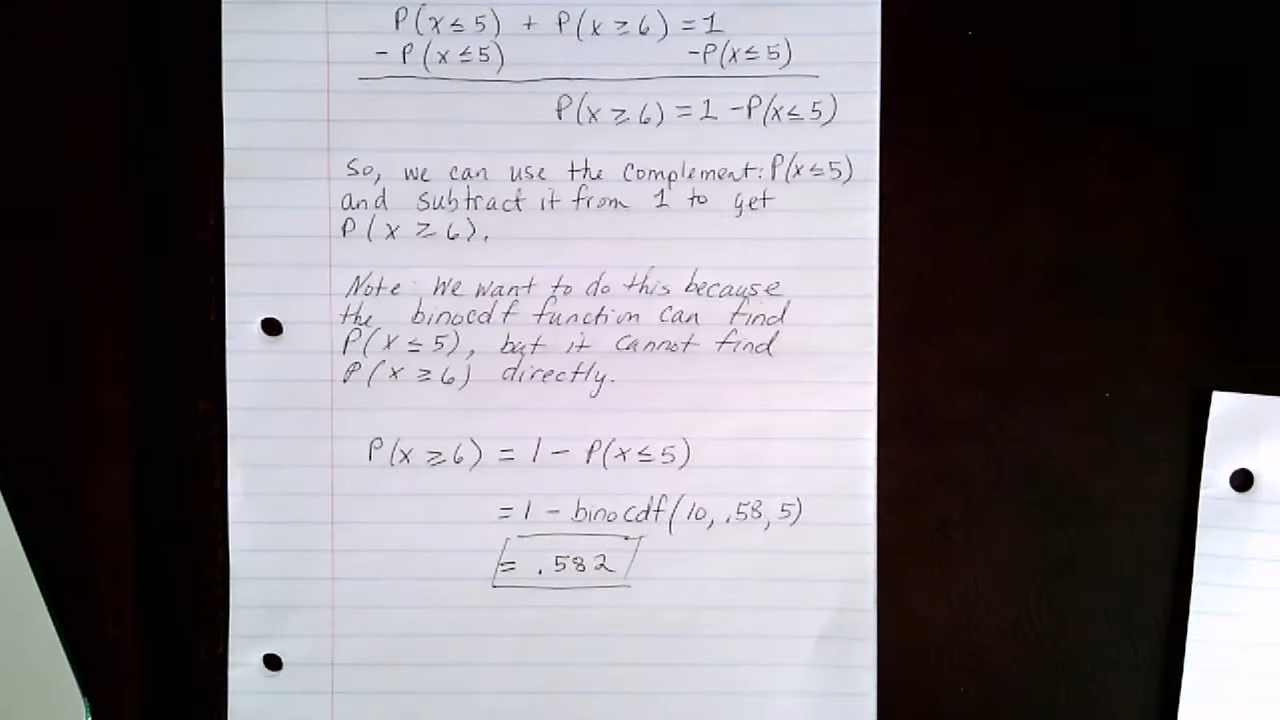 P(x ≤ 5) + P(x ≥ 6) = 1
- P(x ≤ 5) -P(x ≤ 5)
P(x ≥ 6) = 1 - P(x ≤ 5)
So, we can use the complement: P(x ≤ 5)
and subtract it from 1 to get
P(x ≥ 6).
Note: We want to do this because
the binocdf function can find
P(x ≤ 5), but it cannot find
P(x ≥ 6) directly.
P(x ≥ 6) = 1 - P(x ≤ 5)
= 1 - binocdf(10, .58, 5)
= .582